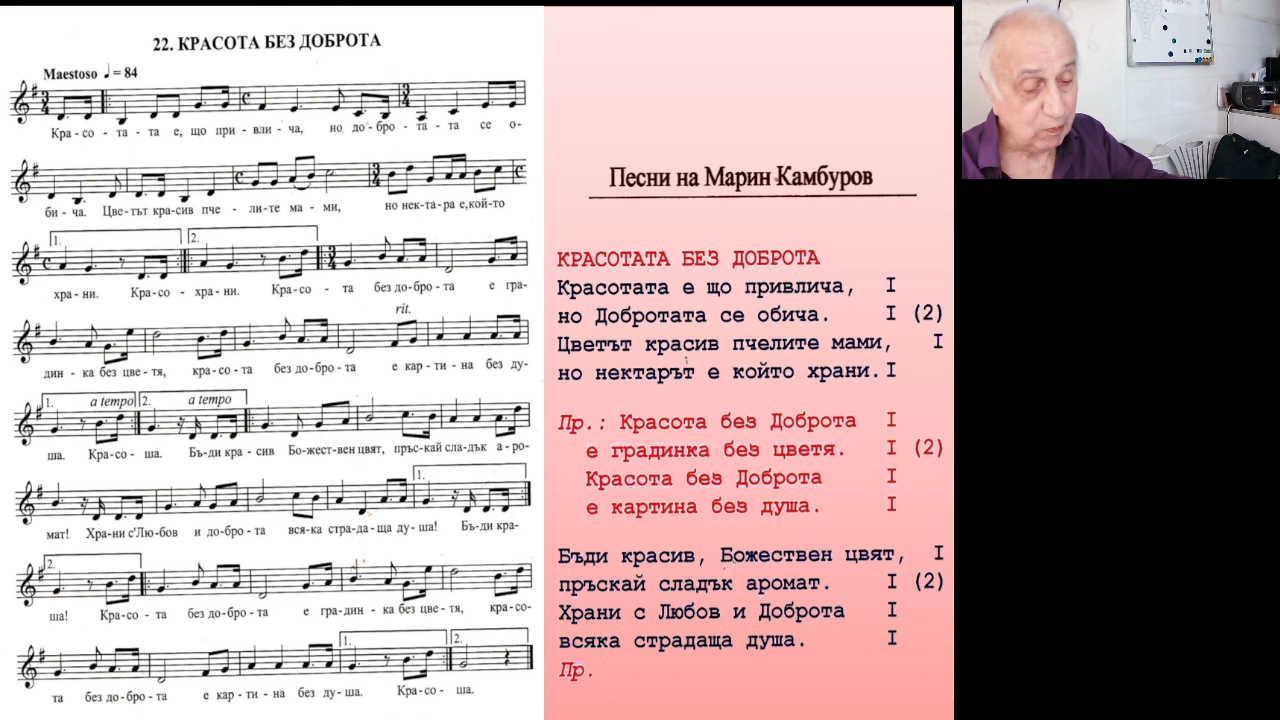 22. КРАСОТА БЕЗ ДОБРОТА
Maestoso ♩ = 84
Кра - со - та - та е, що при - вли - ча, но до - бро - та - та се о-
би - ча. Цве-тът кра-сив пче - ли-те ма - ми, но нек-та-ра е,кой-то
1. 2.
хра - ни. Кра-со - хра - ни. Кра-со - та без до-бро - та е гра-
rit.
дин - ка без цве - тя, кра-со - та без до-бро - та е кар - ти - на без ду-
1. a tempo 2. a tempo
ша. Кра-со - ша. Бъ-ди кра - сив Бо-жест-вен цвят, пръс-кай сла-дък а-ро-
1.
мат! Хра-ни с'Лю-бов и до-бро - та вся-ка стра-да-ща ду - ша! Бъ-ди кра-
2.
ша! Кра-со - та без до-бро - та е гра-дин - ка без цве - тя, кра-со-
1. 2.
та без до-бро - та е кар - ти - на без ду-ша. Кра-со - ша.
Песни на Марин Камбуров
КРАСОТАТА БЕЗ ДОБРОТА
Красотата е що привлича, I
но Добротата се обича. I (2)
Цветът красив пчелите мами, I
но нектарът е който храни. I
Пр.: Красота без Доброта I
е градинка без цветя. I (2)
Красота без Доброта I
е картина без душа. I
Бъди красив, Божествен цвят, I
пръскай сладък аромат. I (2)
Храни с Любов и Доброта I
всяка страдаща душа. I
Пр.